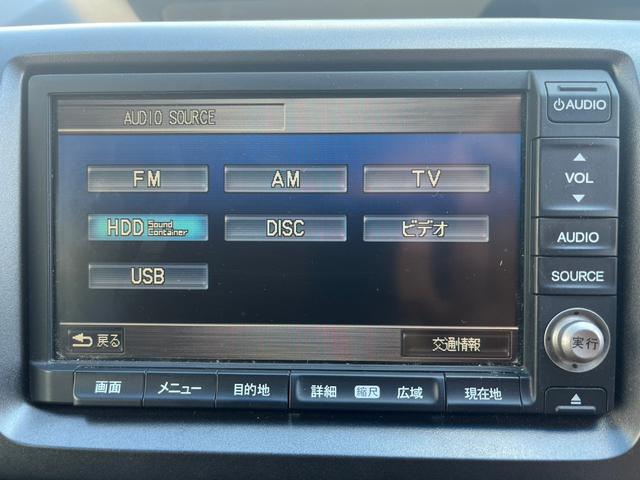 AUDIO SOURCE
FM AM TV
HDD Sound Container DISC ビデオ
USB
戻る 交通情報
AUDIO
VOL
AUDIO
SOURCE
実行
画面 メニュー 目的地 詳細 縮尺 広域 現在地